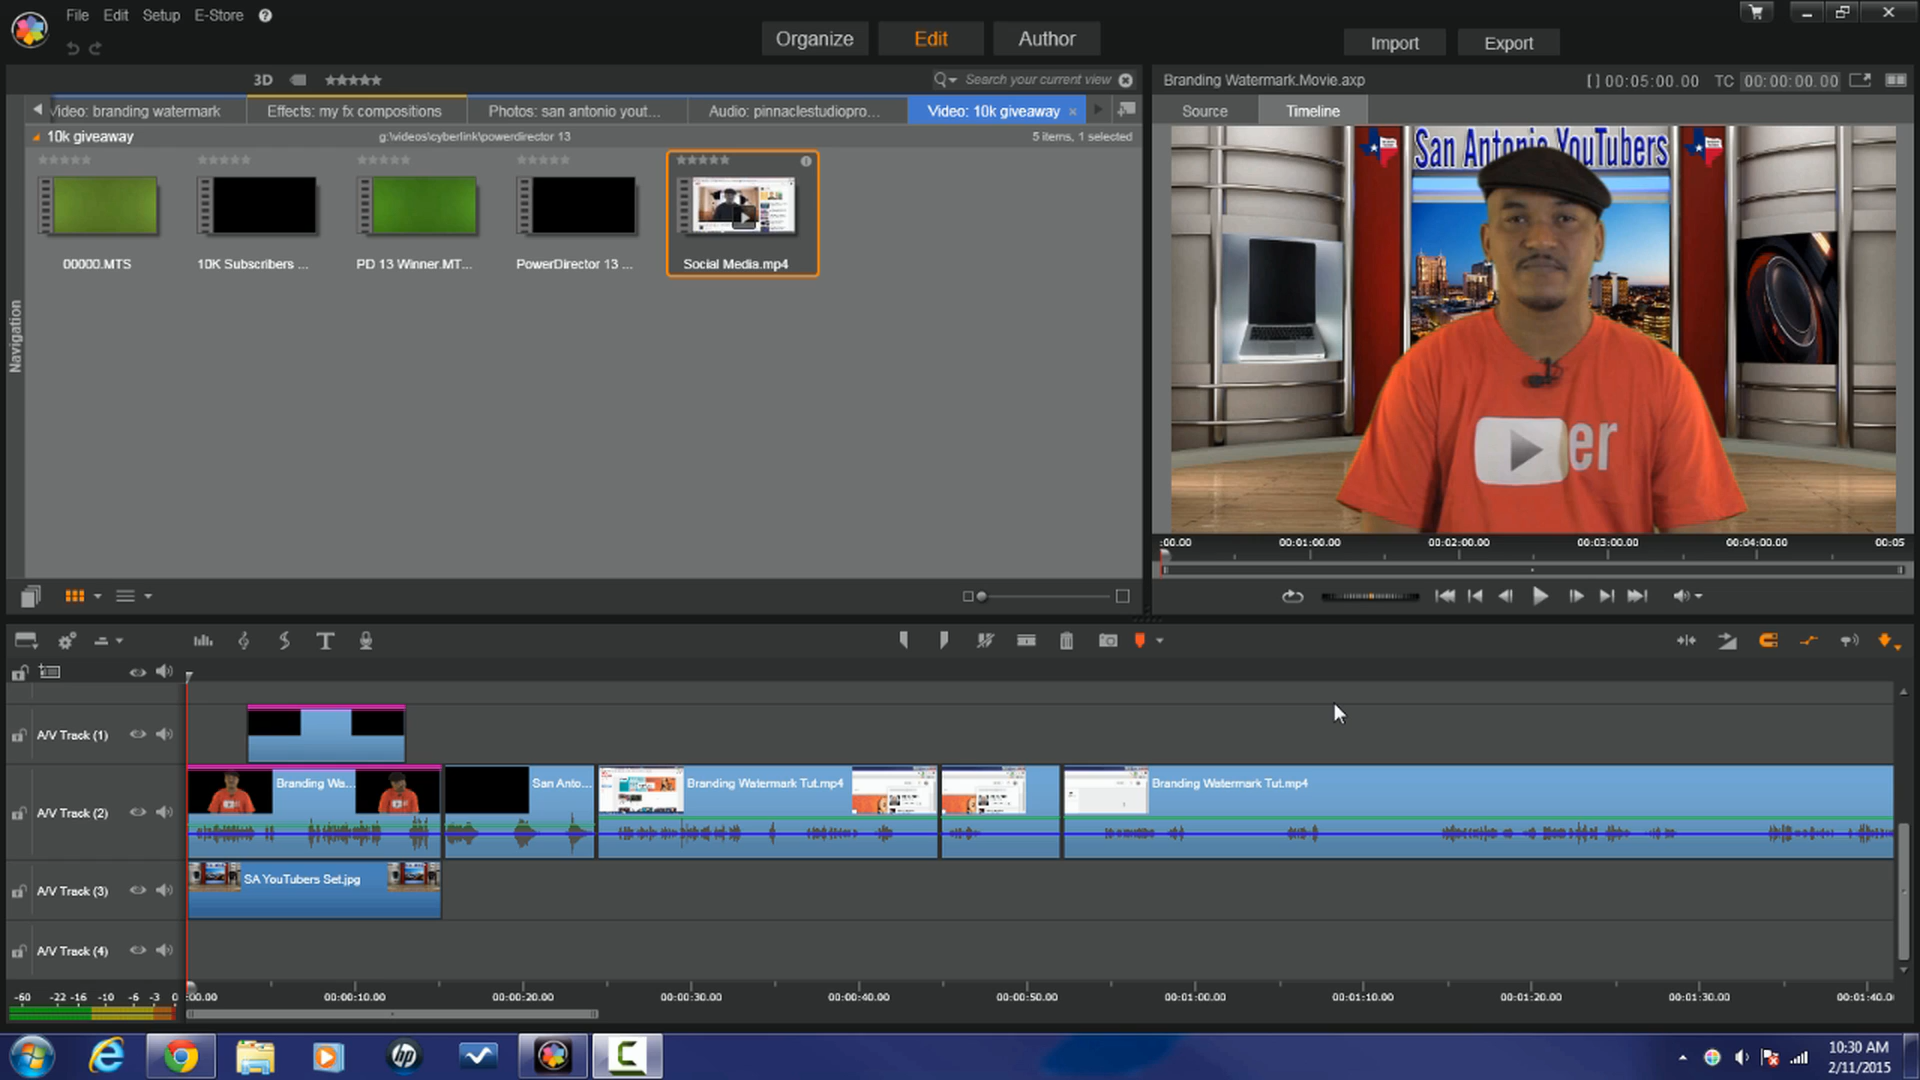 File Edit Setup E-Store ?
Organize Edit Author
Import Export
3D
Search your current view
Branding Watermark.Movie.axp
[ ] 00:05:00.00 TC 00:00:00.00
Video: branding watermark
Effects: my fx compositions
Photos: san antonio yout...
Audio: pinnaclestudiopro...
Video: 10k giveaway ×
Source Timeline
10k giveaway
g:\videos\cyberlink\powerdirector 13
5 items, 1 selected
San Antonio YouTubers
00000.MTS
10K Subscribers ...
PD 13 Winner.MT...
PowerDirector 13 ...
Social Media.mp4
Navigation
er
:00.00 00:01:00.00 00:02:00.00 00:03:00.00 00:04:00.00 00:05
A/V Track (1)
A/V Track (2)
Branding Wa...
San Anto...
Branding Watermark Tut.mp4
Branding Watermark Tut.mp4
A/V Track (3)
SA YouTubers Set.jpg
A/V Track (4)
-60 -22 -16 -10 -6 -3 0
:00.00 00:00:10.00 00:00:20.00 00:00:30.00 00:00:40.00 00:00:50.00 00:01:00.00 00:01:10.00 00:01:20.00 00:01:30.00 00:01:40.0
hp
C
10:30 AM
2/11/2015